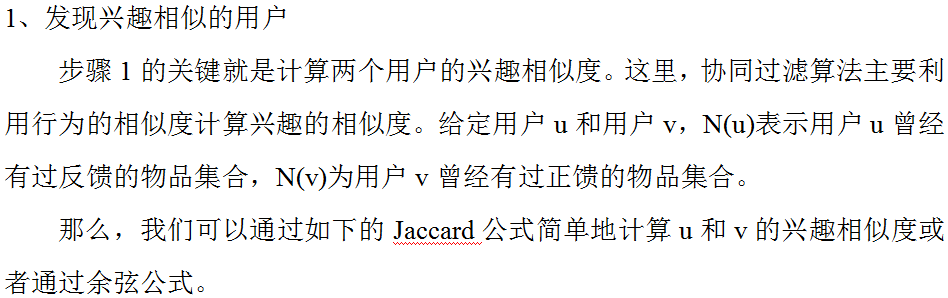 1、发现兴趣相似的用户
步骤 1 的关键就是计算两个用户的兴趣相似度。这里，协同过滤算法主要利
用行为的相似度计算兴趣的相似度。给定用户 u 和用户 v，N(u)表示用户 u 曾经
有过反馈的物品集合，N(v)为用户 v 曾经有过正馈的物品集合。
那么，我们可以通过如下的 Jaccard 公式简单地计算 u 和 v 的兴趣相似度或
者通过余弦公式。